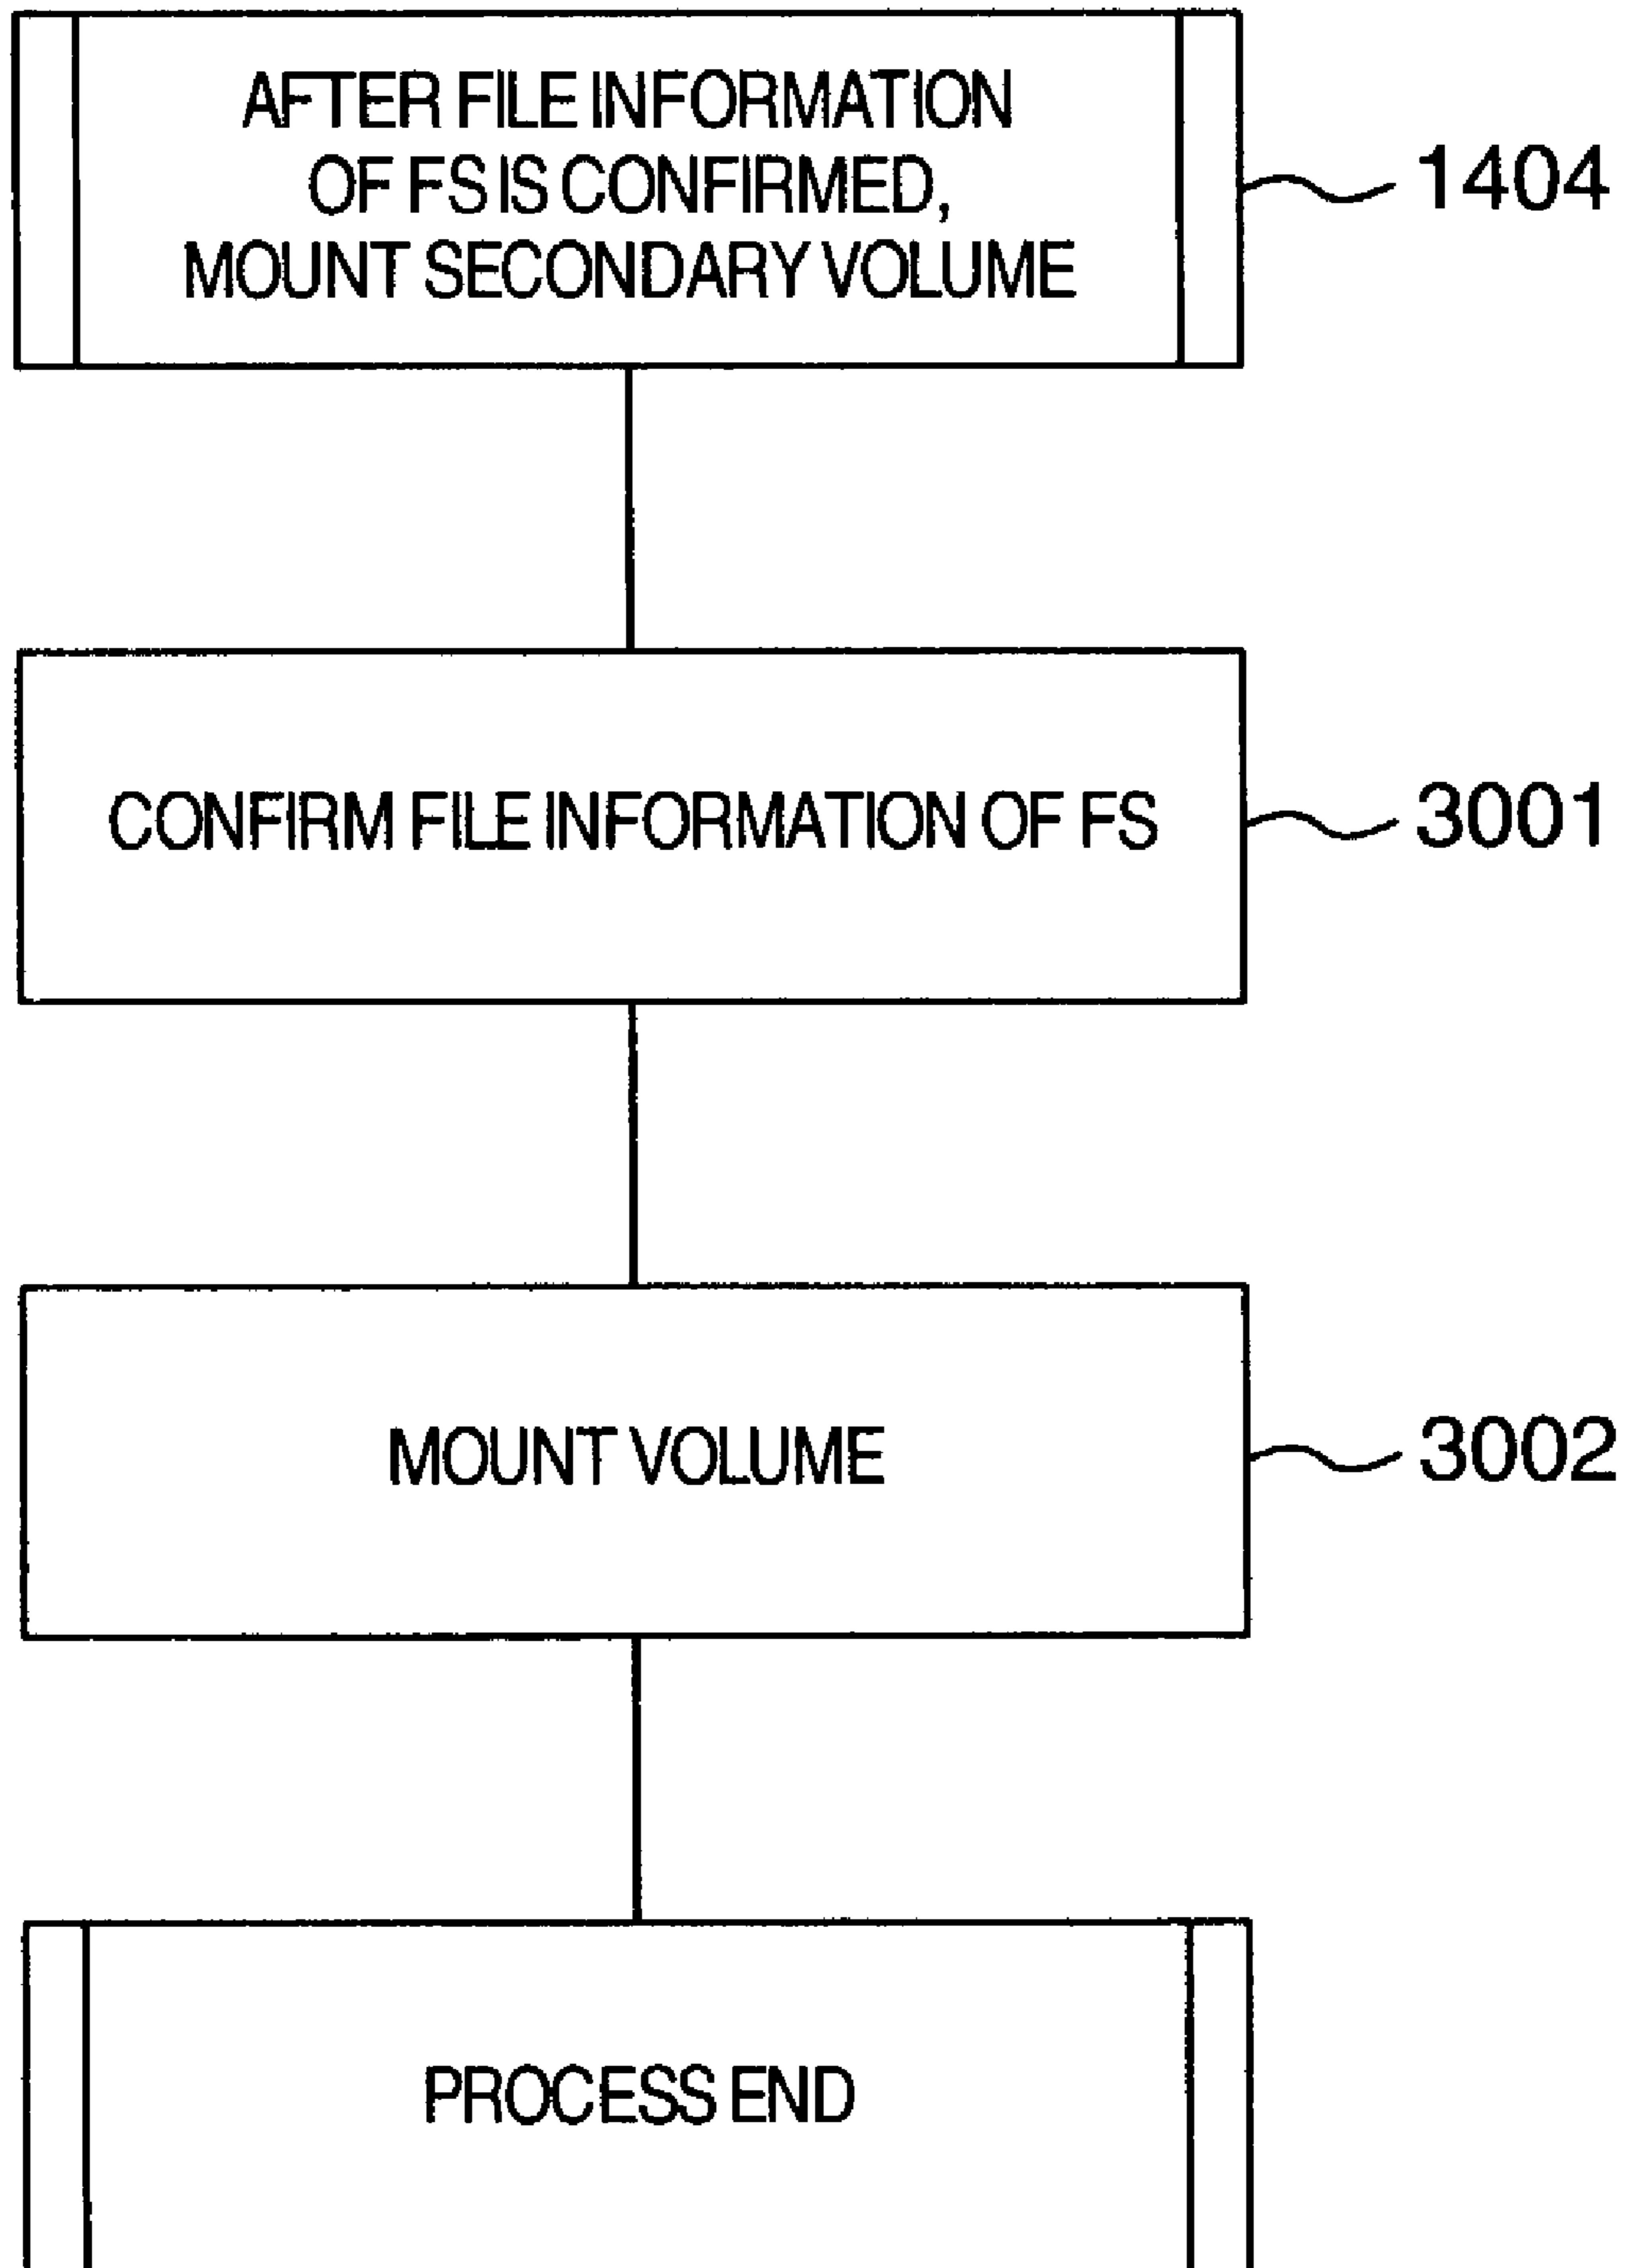 AFTER FILE INFORMATION
OF FS IS CONFIRMED,
MOUNT SECONDARY VOLUME
1404
CONFIRM FILE INFORMATION OF FS
3001
MOUNT VOLUME
3002
PROCESS END